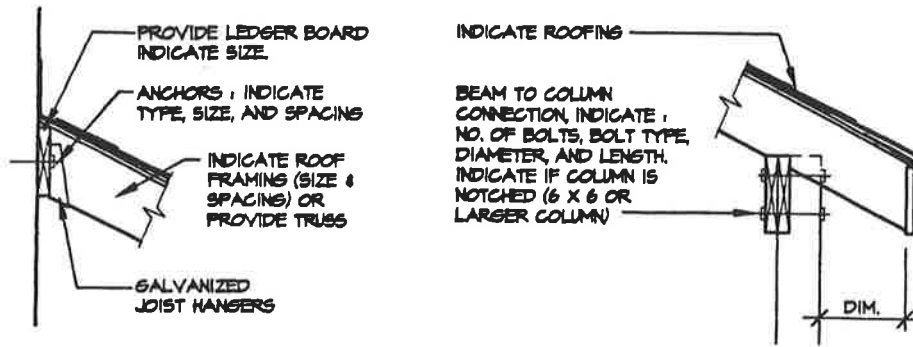 PROVIDE LEDGER BOARD
INDICATE SIZE.
ANCHORS : INDICATE
TYPE, SIZE, AND SPACING
INDICATE ROOF
FRAMING (SIZE &
SPACING) OR
PROVIDE TRUSS
GALVANIZED
JOIST HANGERS
INDICATE ROOFING
BEAM TO COLUMN
CONNECTION, INDICATE :
NO. OF BOLTS, BOLT TYPE,
DIAMETER, AND LENGTH.
INDICATE IF COLUMN IS
NOTCHED (6 X 6 OR
LARGER COLUMN)
DIM.